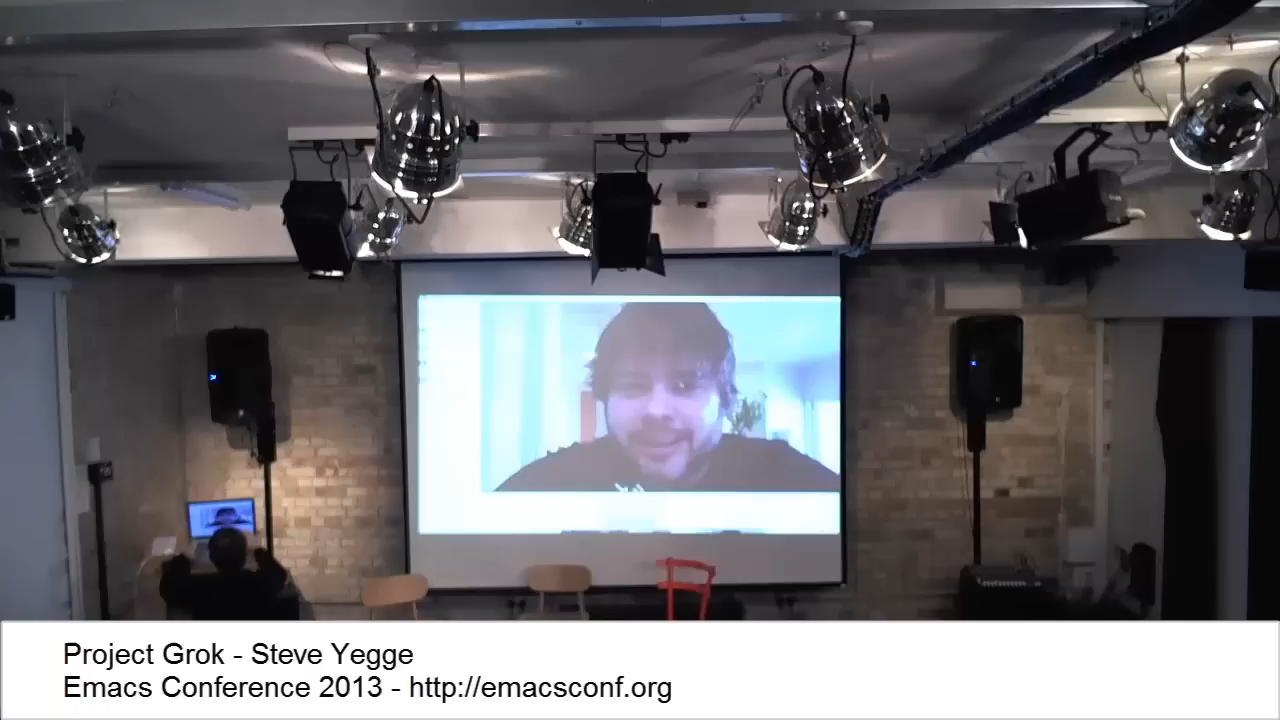 Project Grok - Steve Yegge
Emacs Conference 2013 - http://emacsconf.org